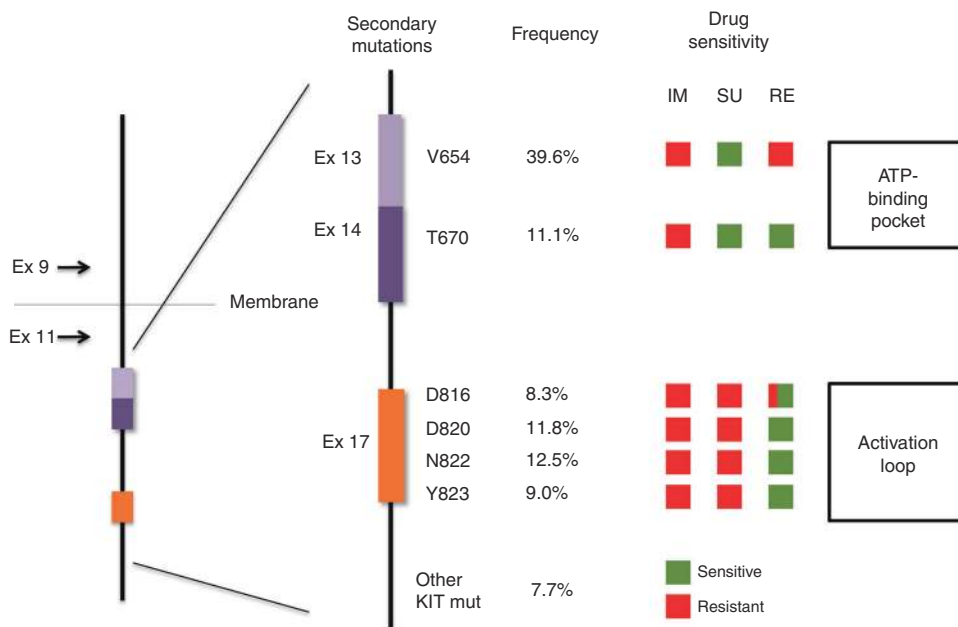 Secondary
mutations
Frequency
Drug
sensitivity
IM SU RE
Ex 13 V654 39.6%
ATP-
binding
pocket
Ex 14 T670 11.1%
Ex 9
Membrane
Ex 11
D816 8.3%
D820 11.8%
Ex 17
N822 12.5%
Y823 9.0%
Activation
loop
Other
KIT mut
7.7%
Sensitive
Resistant